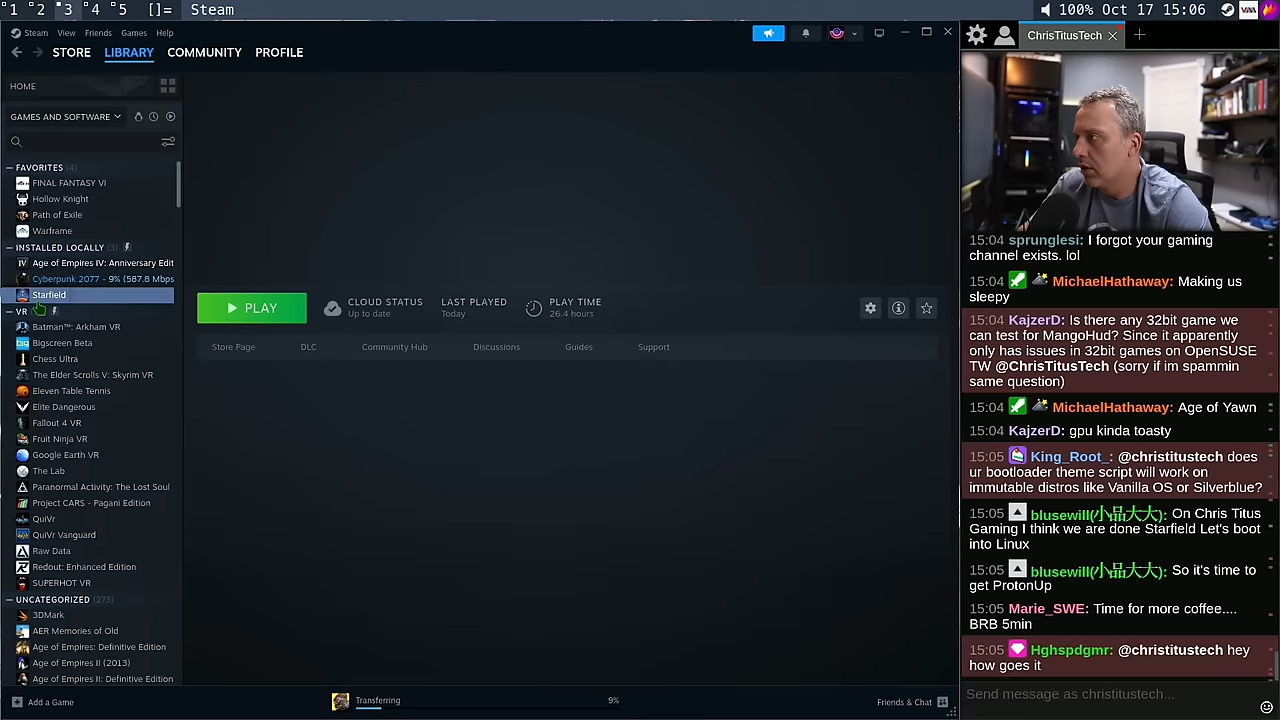 1 2 3 4 5 []= Steam 100% Oct 17 15:06
Steam View Friends Games Help
STORE LIBRARY COMMUNITY PROFILE
HOME
GAMES AND SOFTWARE
FAVORITES (4)
FINAL FANTASY VI
Hollow Knight
Path of Exile
Warframe
INSTALLED LOCALLY (3)
Age of Empires IV: Anniversary Edit
Cyberpunk 2077 - 9% (587.8 Mbps
Starfield
VR
Batman™: Arkham VR
Bigscreen Beta
Chess Ultra
The Elder Scrolls V: Skyrim VR
Eleven Table Tennis
Elite Dangerous
Fallout 4 VR
Fruit Ninja VR
Google Earth VR
The Lab
Paranormal Activity: The Lost Soul
Project CARS - Pagani Edition
QuiVr
QuiVr Vanguard
Raw Data
Redout: Enhanced Edition
SUPERHOT VR
UNCATEGORIZED (273)
3DMark
AER Memories of Old
Age of Empires: Definitive Edition
Age of Empires II (2013)
Age of Empires II: Definitive Edition
Add a Game
PLAY
CLOUD STATUS
Up to date
LAST PLAYED
Today
PLAY TIME
26.4 hours
Store Page DLC Community Hub Discussions Guides Support
Transferring 9%
Friends & Chat
ChrisTitusTech
15:04 sprunglesi: I forgot your gaming
channel exists. lol
15:04 MichaelHathaway: Making us
sleepy
15:04 KajzerD: Is there any 32bit game we
can test for MangoHud? Since it apparently
only has issues in 32bit games on OpenSUSE
TW @ChrisTitusTech (sorry if im spammin
same question)
15:04 MichaelHathaway: Age of Yawn
15:04 KajzerD: gpu kinda toasty
15:05 King_Root_: @christitustech does
ur bootloader theme script will work on
immutable distros like Vanilla OS or Silverblue?
15:05 blusewill(小品大大): On Chris Titus
Gaming I think we are done Starfield Let's boot
into Linux
15:05 blusewill(小品大大): So it's time to
get ProtonUp
15:05 Marie_SWE: Time for more coffee....
BRB 5min
15:05 Hghspdgmr: @christitustech hey
how goes it
Send message as christitustech...